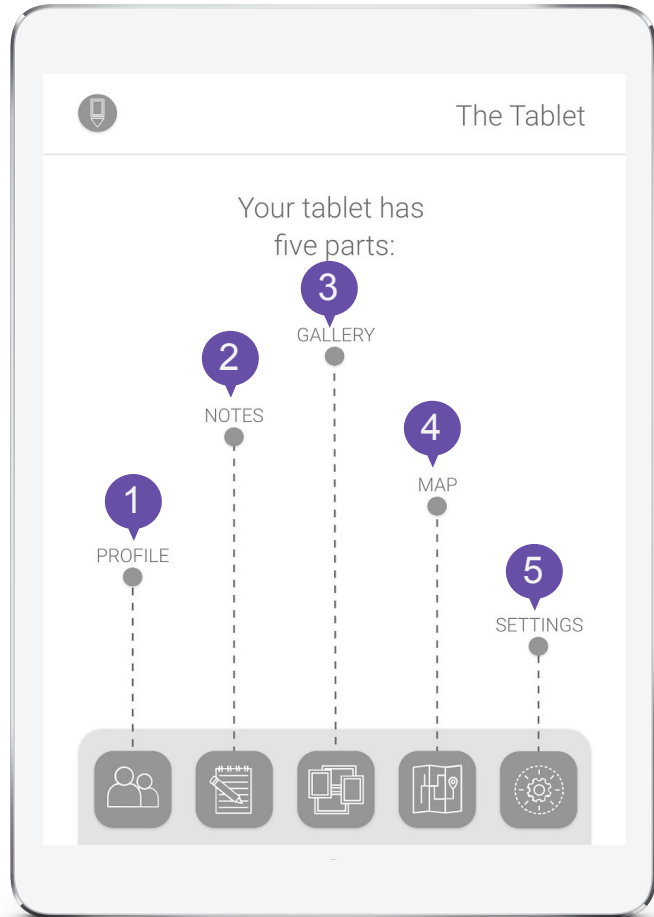 The Tablet
Your tablet has
five parts:
3
GALLERY
2
NOTES
4
MAP
1
PROFILE
5
SETTINGS